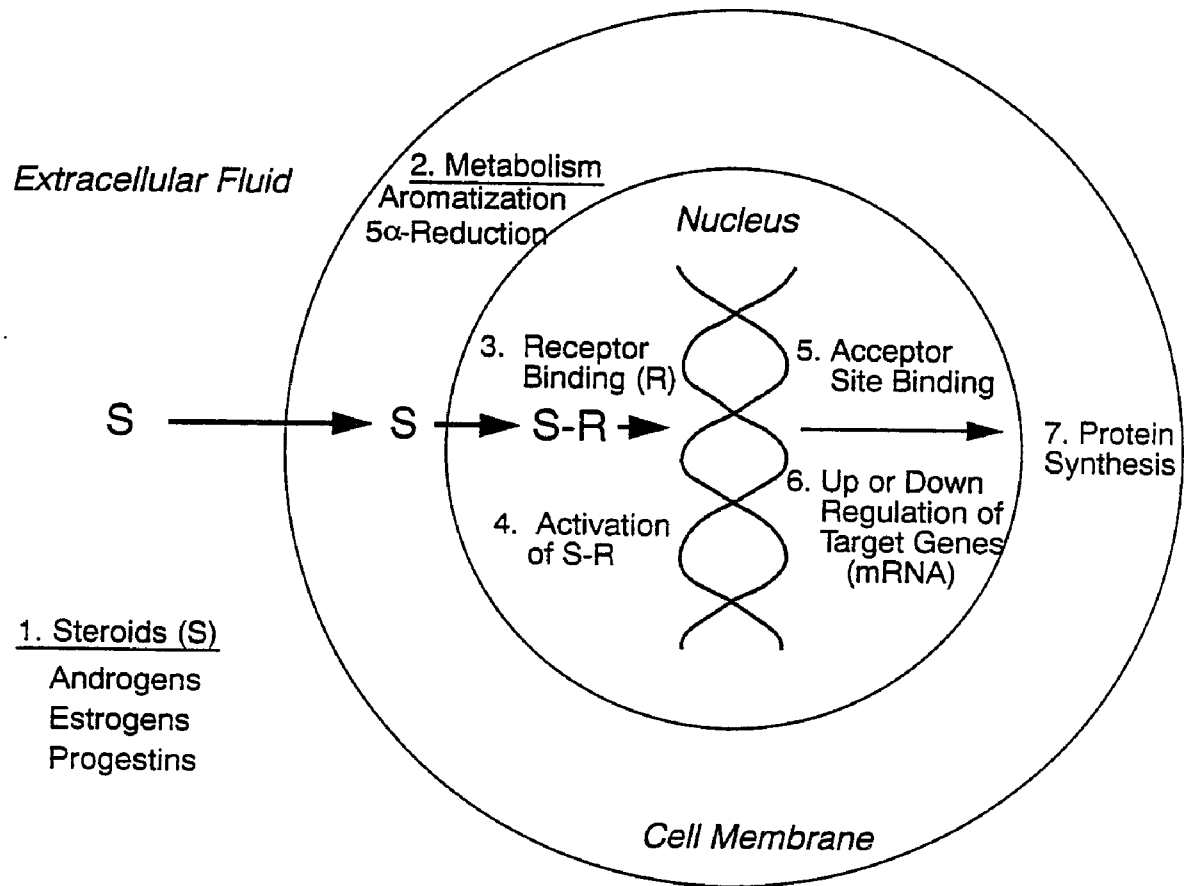 Extracellular Fluid
2. Metabolism
Aromatization
5α-Reduction
Nucleus
3. Receptor
Binding (R)
5. Acceptor
Site Binding
S
S
S-R
7. Protein
Synthesis
4. Activation
of S-R
6. Up or Down
Regulation of
Target Genes
(mRNA)
1. Steroids (S)
Androgens
Estrogens
Progestins
Cell Membrane